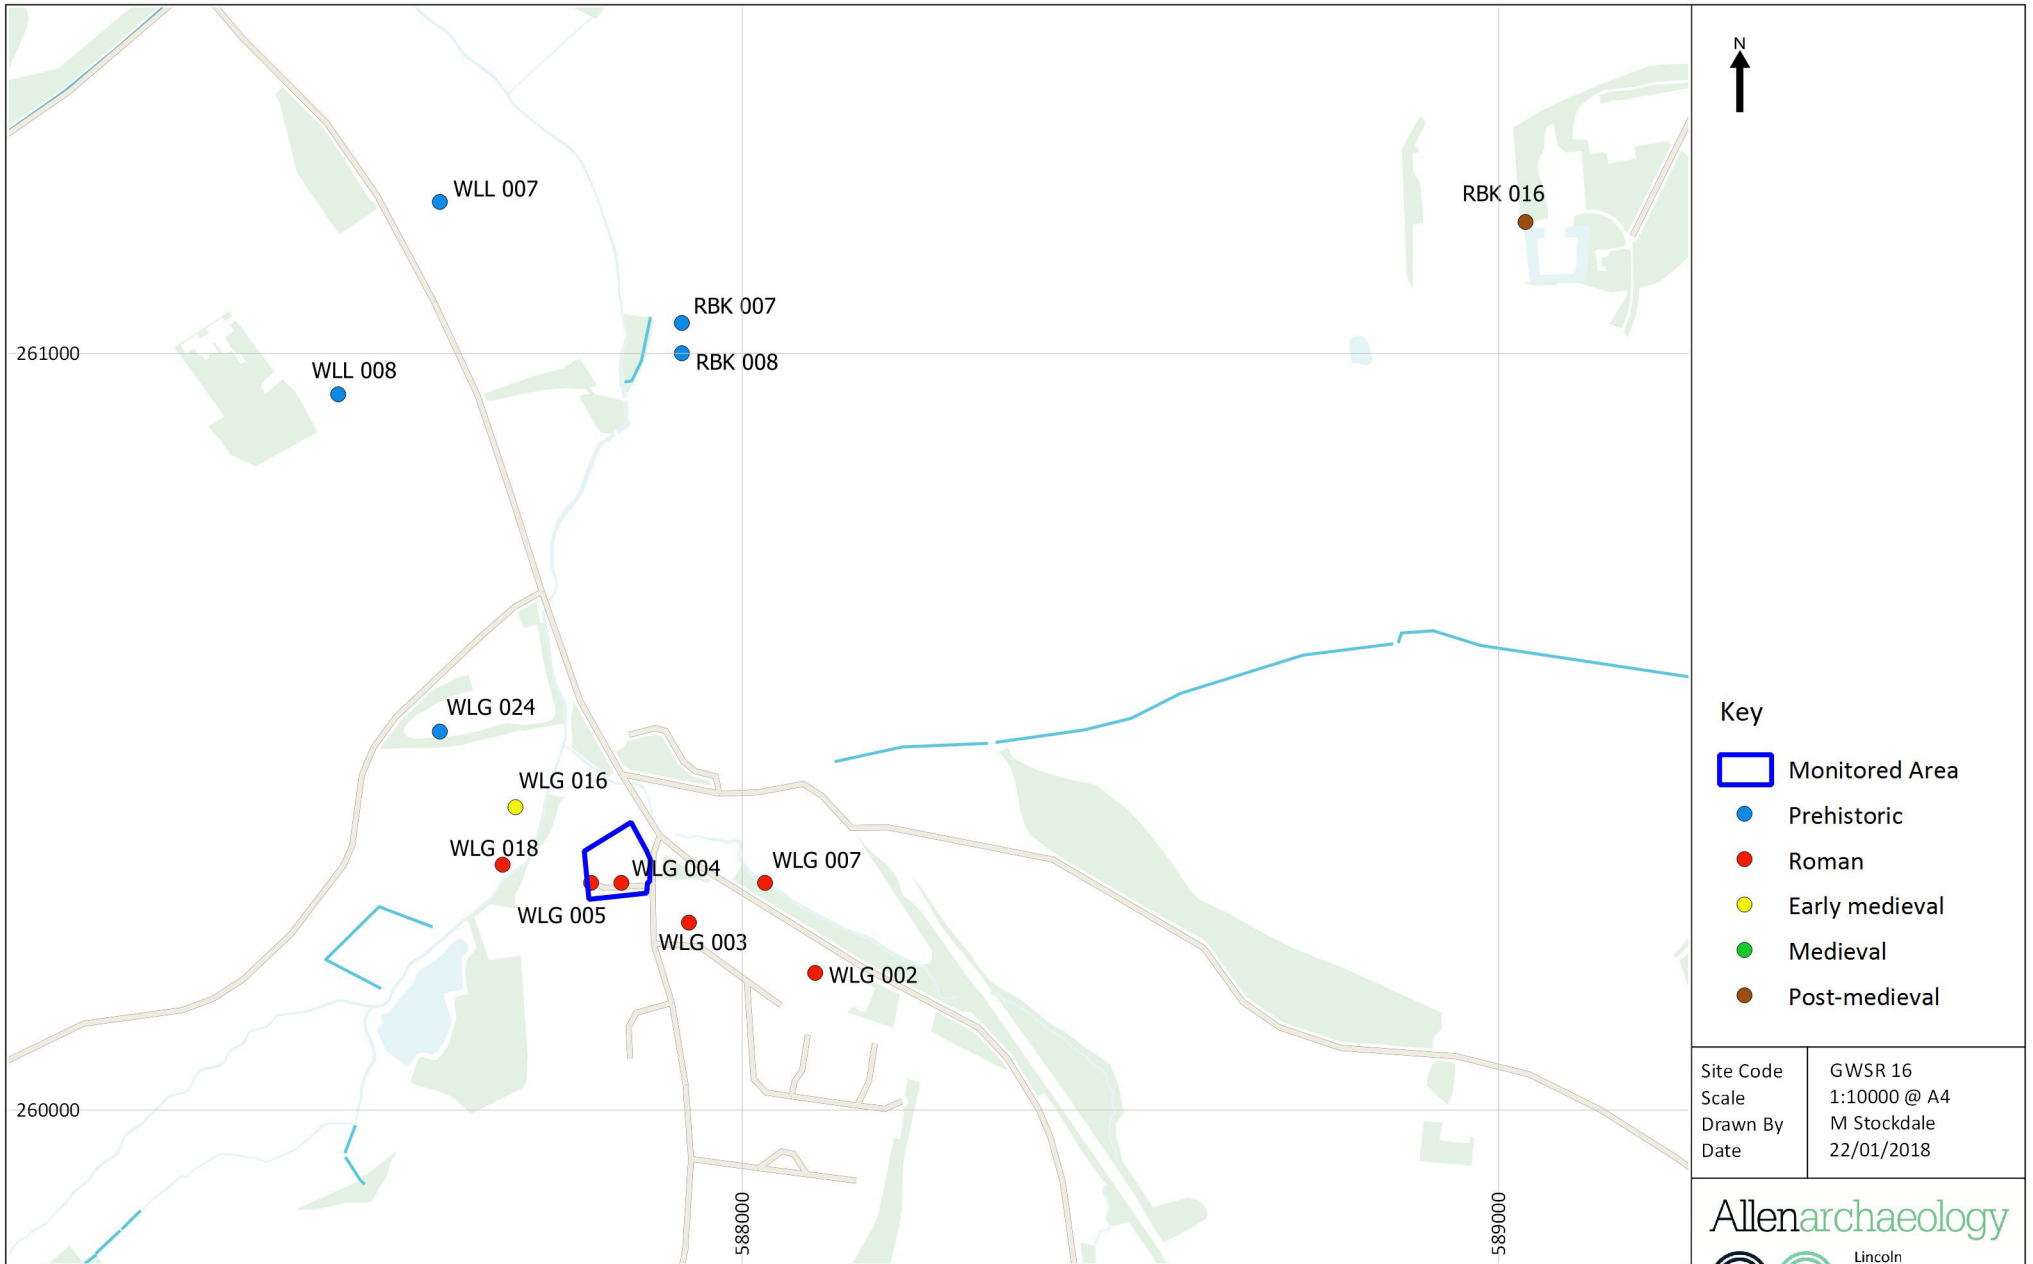 N
WLL 007
RBK 016
RBK 007
261000
RBK 008
WLL 008
WLG 024
Key
WLG 016
Monitored Area
Prehistoric
WLG 018
WLG 004
WLG 007
Roman
WLG 005
Early medieval
WLG 003
Medieval
WLG 002
Post-medieval
Site Code GWSR 16
Scale 1:10000 @ A4
260000
Drawn By M Stockdale
Date 22/01/2018
588000
589000
Allenarchaeology
Lincoln